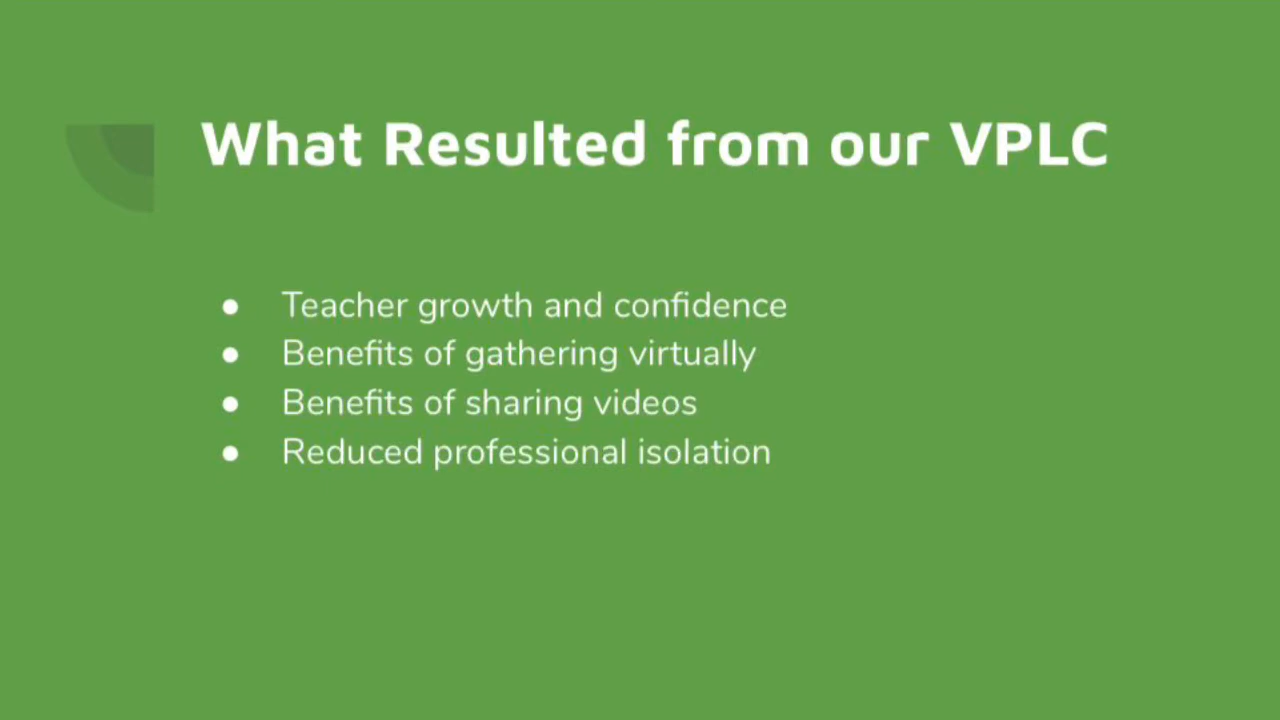 What Resulted from our VPLC
● Teacher growth and confidence
● Benefits of gathering virtually
● Benefits of sharing videos
● Reduced professional isolation